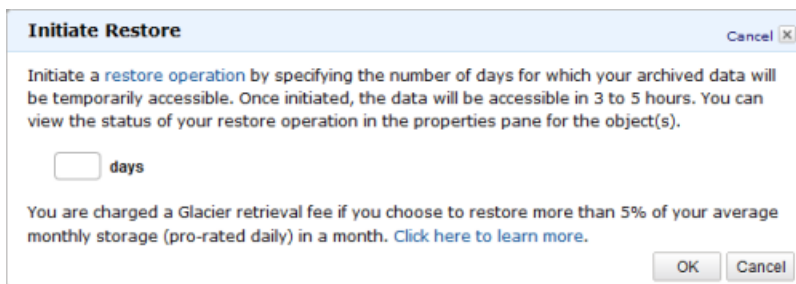 Initiate Restore
Cancel
Initiate a restore operation by specifying the number of days for which your archived data will
be temporarily accessible. Once initiated, the data will be accessible in 3 to 5 hours. You can
view the status of your restore operation in the properties pane for the object(s).
days
You are charged a Glacier retrieval fee if you choose to restore more than 5% of your average
monthly storage (pro-rated daily) in a month. Click here to learn more.
OK Cancel